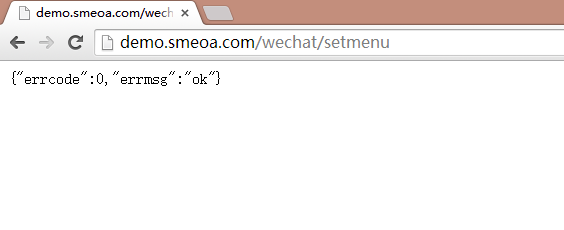 demo.smeoa.com/wech
demo.smeoa.com/wechat/setmenu
{"errcode":0,"errmsg":"ok"}